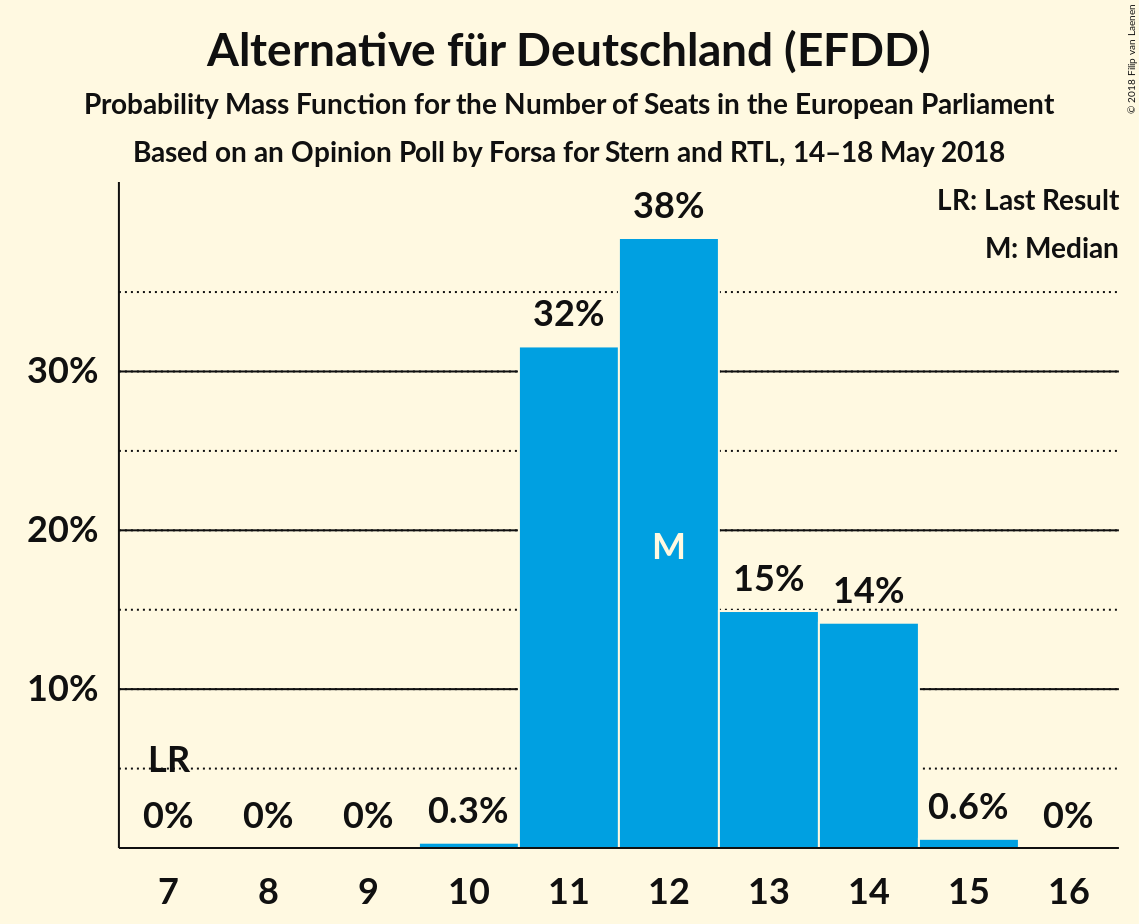 Alternative für Deutschland (EFDD)
Probability Mass Function for the Number of Seats in the European Parliament
Based on an Opinion Poll by Forsa for Stern and RTL, 14–18 May 2018
© 2018 Filip van Laenen
LR: Last Result
M: Median
38%
32%
30%
20%
M
15%
14%
10%
LR
0%
0%
0%
0.3%
0.6%
0%
7 8 9 10 11 12 13 14 15 16